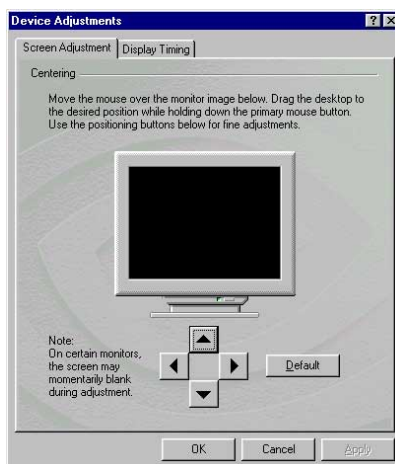 Device Adjustments
Screen Adjustment
Display Timing
Centering
Move the mouse over the monitor image below. Drag the desktop to
the desired position while holding down the primary mouse button.
Use the positioning buttons below for fine adjustments.
Note:
On certain monitors,
the screen may
momentarily blank
during adjustment.
Default
OK
Cancel
Apply